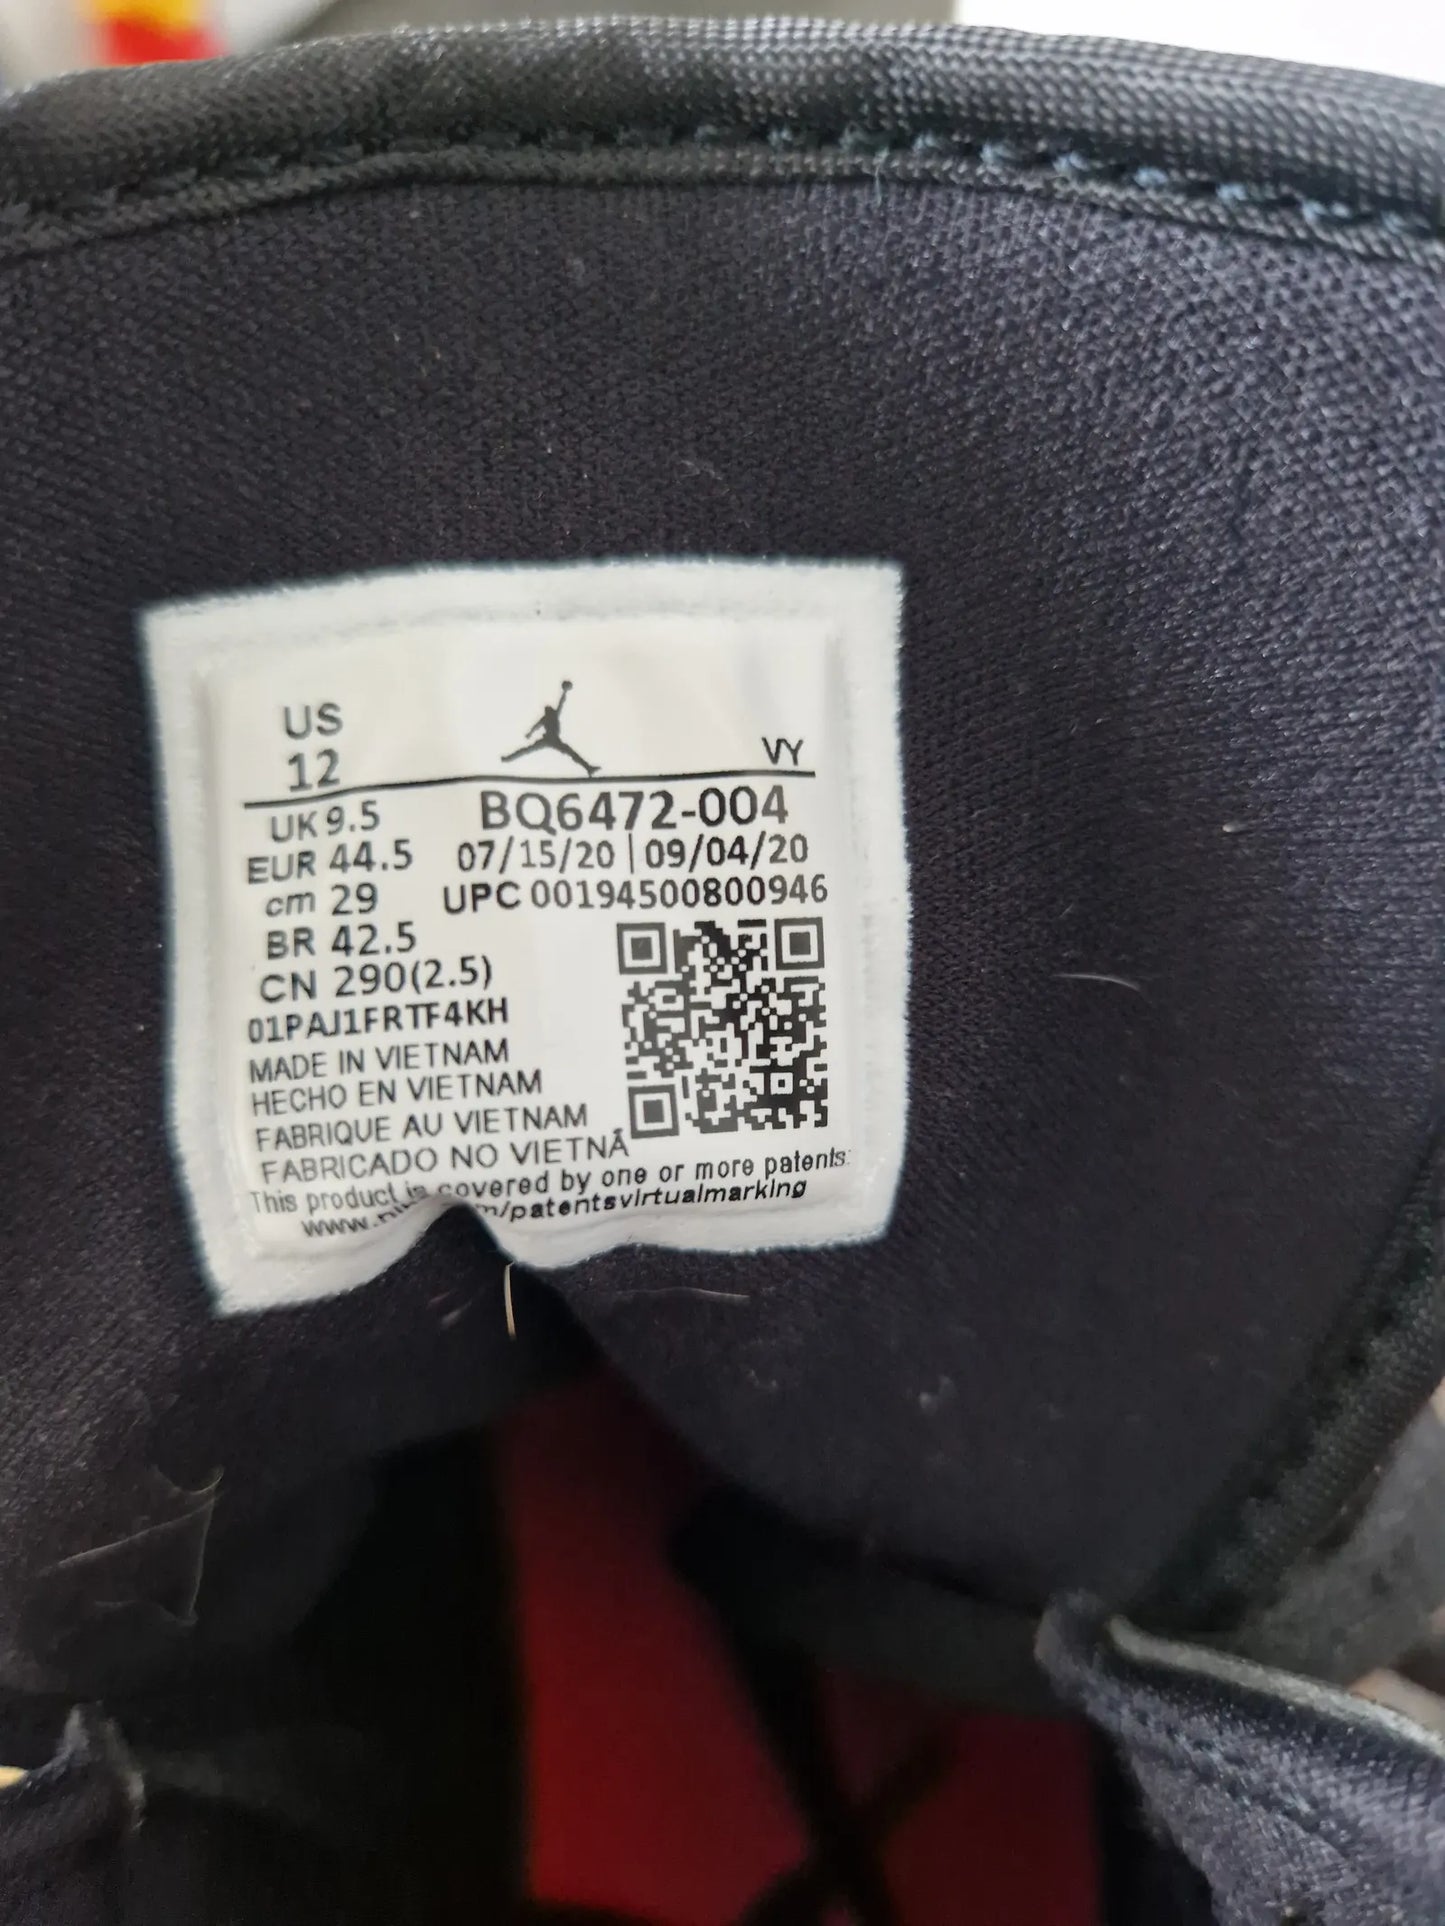 US
12
VY
UK 9.5
BQ6472-004
EUR 44.5
07/15/20 | 09/04/20
cm 29
UPC 00194500800946
BR 42.5
CN 290(2.5)
01PAJ1FRTF4KH
MADE IN VIETNAM
HECHO EN VIETNAM
FABRIQUE AU VIETNAM
FABRICADO NO VIETNÃ
This product is covered by one or more patents:
/patentsvirtualmarking